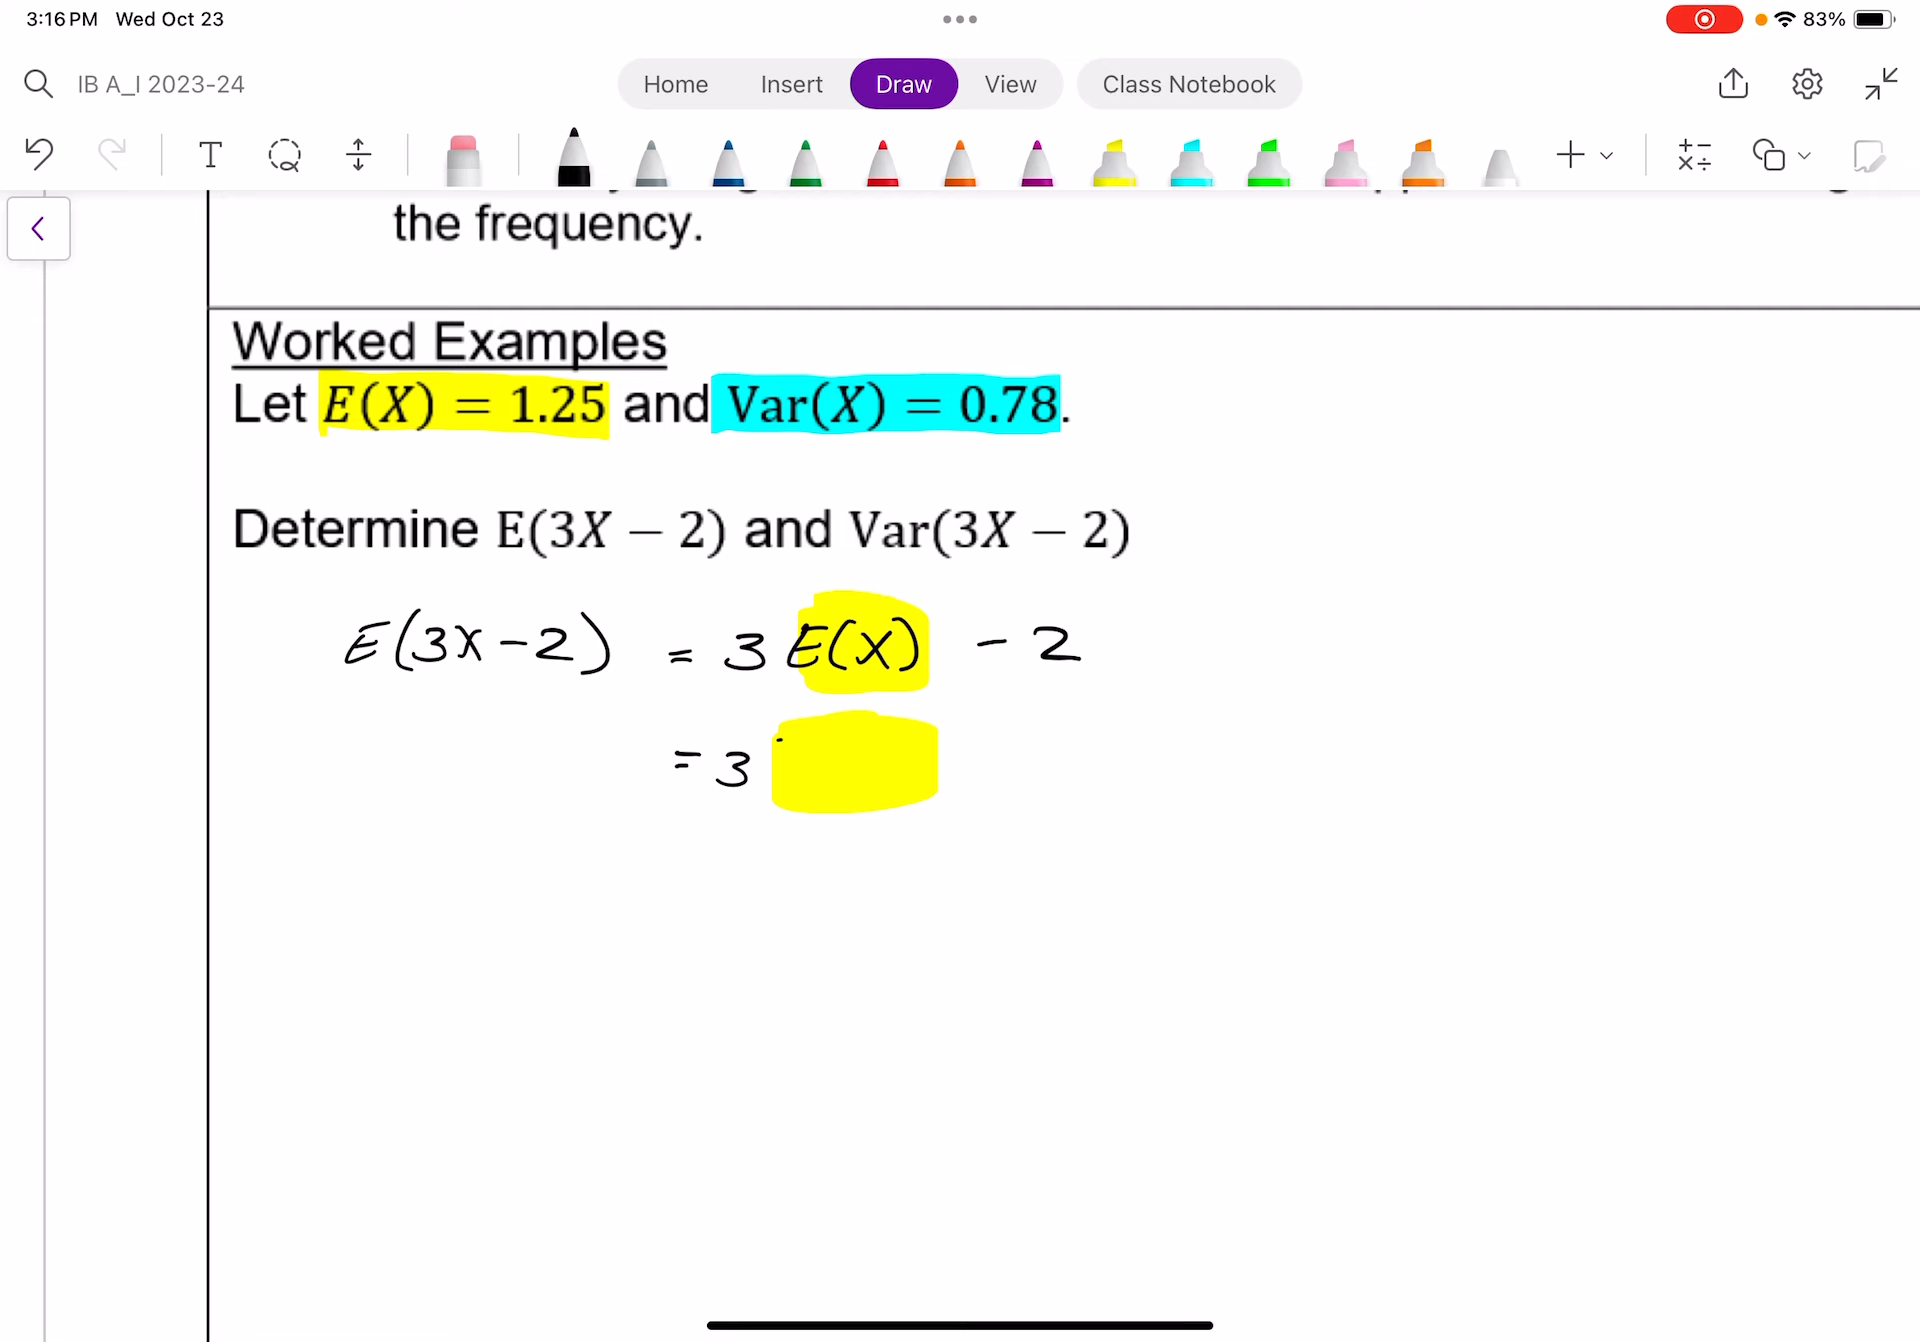 3:16 PM Wed Oct 23 83%
IB A_I 2023-24 Home Insert Draw View Class Notebook
T
the frequency.
Worked Examples
Let E(X) = 1.25 and Var(X) = 0.78.
Determine E(3X − 2) and Var(3X − 2)
E(3x-2) = 3 E(X) - 2
= 3